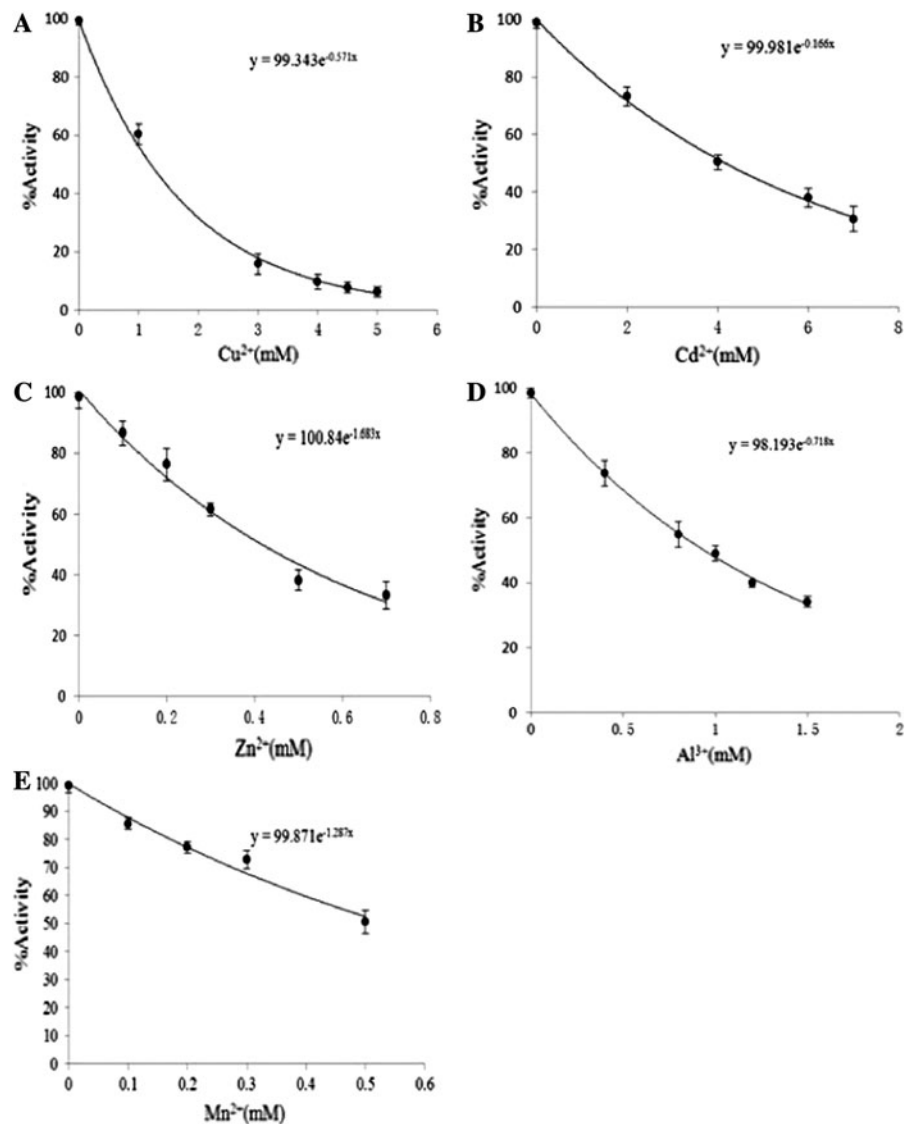 A
100
80
60
40
20
0
%Activity
y = 99.343e^-0.571x
0 1 2 3 4 5 6
Cu²⁺(mM)
B
100
80
60
40
20
0
%Activity
y = 99.981e^-0.166x
0 2 4 6 8
Cd²⁺(mM)
C
100
80
60
40
20
0
%Activity
y = 100.84e^-1.683x
0 0.2 0.4 0.6 0.8
Zn²⁺(mM)
D
100
80
60
40
20
0
%Activity
y = 98.193e^-0.718x
0 0.5 1 1.5 2
Al³⁺(mM)
E
100
90
80
70
60
50
40
30
20
10
0
%Activity
y = 99.871e^-1.287x
0 0.1 0.2 0.3 0.4 0.5 0.6
Mn²⁺(mM)